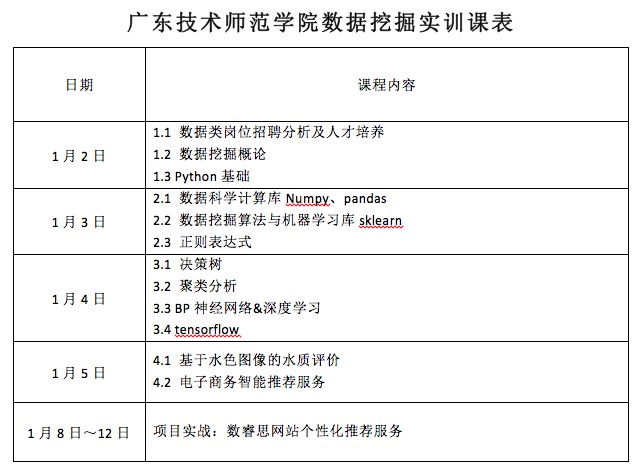 广东技术师范学院数据挖掘实训课表
日期
课程内容
1月2日
1.1 数据类岗位招聘分析及人才培养
1.2 数据挖掘概论
1.3 Python 基础
1月3日
2.1 数据科学计算库 Numpy、pandas
2.2 数据挖掘算法与机器学习库 sklearn
2.3 正则表达式
1月4日
3.1 决策树
3.2 聚类分析
3.3 BP 神经网络&深度学习
3.4 tensorflow
1月5日
4.1 基于水色图像的水质评价
4.2 电子商务智能推荐服务
1月8日～12日
项目实战：数睿思网站个性化推荐服务